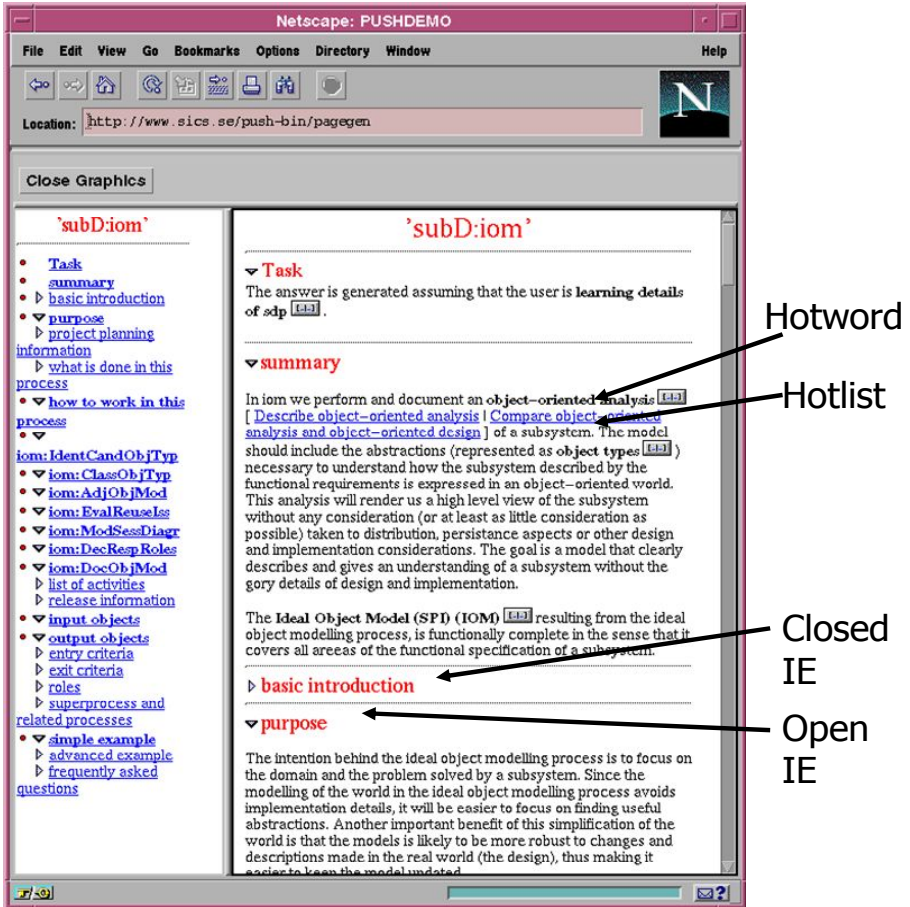 Netscape: PUSHDEMO
File Edit View Go Bookmarks Options Directory Window Help
N
Location: http://www.sics.se/push-bin/pagegen
Close Graphics
'subD:iom'
Task
summary
basic introduction
purpose
project planning
information
what is done in this
process
how to work in this
process
iom:IdentCandObjTyp
iom:ClassObjTyp
iom:AdjObjMod
iom:EvalReuseIss
iom:ModSessDiagr
iom:DecRespRoles
iom:DocObjMod
list of activities
release information
input objects
output objects
entry criteria
exit criteria
roles
superprocess and
related processes
simple example
advanced example
frequently asked
questions
'subD:iom'
Task
The answer is generated assuming that the user is learning details
of sdp [-|-] .
summary
In iom we perform and document an object-oriented analysis [-|-]
[ Describe object-oriented analysis | Compare object-oriented
analysis and object-oriented design ] of a subsystem. The model
should include the abstractions (represented as object types [-|-] )
necessary to understand how the subsystem described by the
functional requirements is expressed in an object-oriented world.
This analysis will render us a high level view of the subsystem
without any consideration (or at least as little consideration as
possible) taken to distribution, persistance aspects or other design
and implementation considerations. The goal is a model that clearly
describes and gives an understanding of a subsystem without the
gory details of design and implementation.
The Ideal Object Model (SPI) (IOM) [-|-] resulting from the ideal
object modelling process, is functionally complete in the sense that it
covers all areeas of the functional specification of a subsystem.
basic introduction
purpose
The intention behind the ideal object modelling process is to focus on
the domain and the problem solved by a subsystem. Since the
modelling of the world in the ideal object modelling process avoids
implementation details, it will be easier to focus on finding useful
abstractions. Another important benefit of this simplification of the
world is that the models is likely to be more robust to changes and
descriptions made in the real world (the design), thus making it
easier to keep the model updated.
Hotword
Hotlist
Closed
IE
Open
IE
?